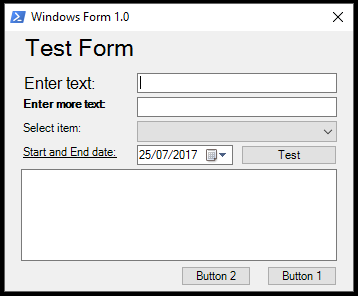 Windows Form 1.0
Test Form
Enter text:
Enter more text:
Select item:
Start and End date: 25/07/2017 Test
Button 2 Button 1